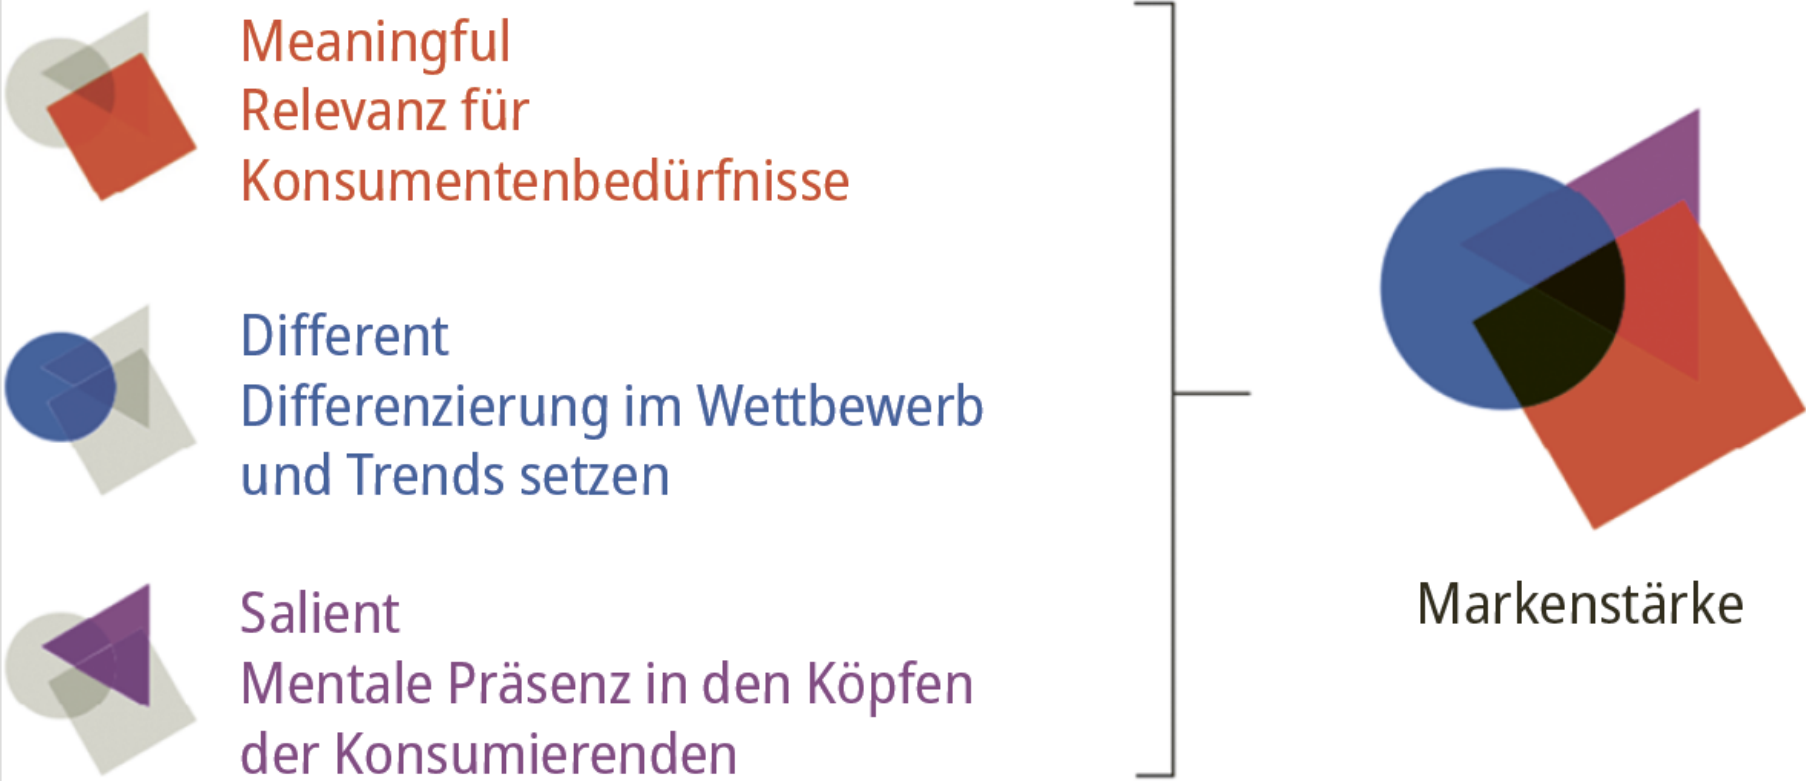 Meaningful
Relevanz für
Konsumentenbedürfnisse
Different
Differenzierung im Wettbewerb
und Trends setzen
Salient
Mentale Präsenz in den Köpfen
der Konsumierenden
Markenstärke